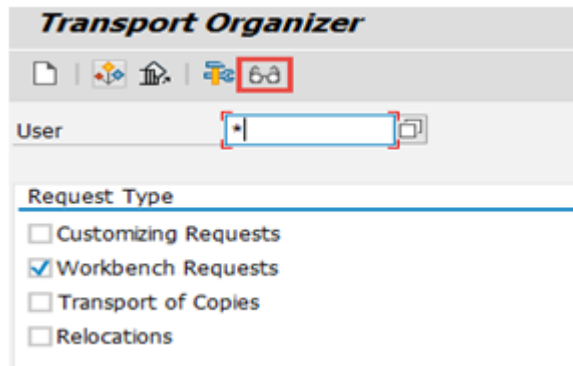 Transport Organizer
User *
Request Type
Customizing Requests
Workbench Requests
Transport of Copies
Relocations